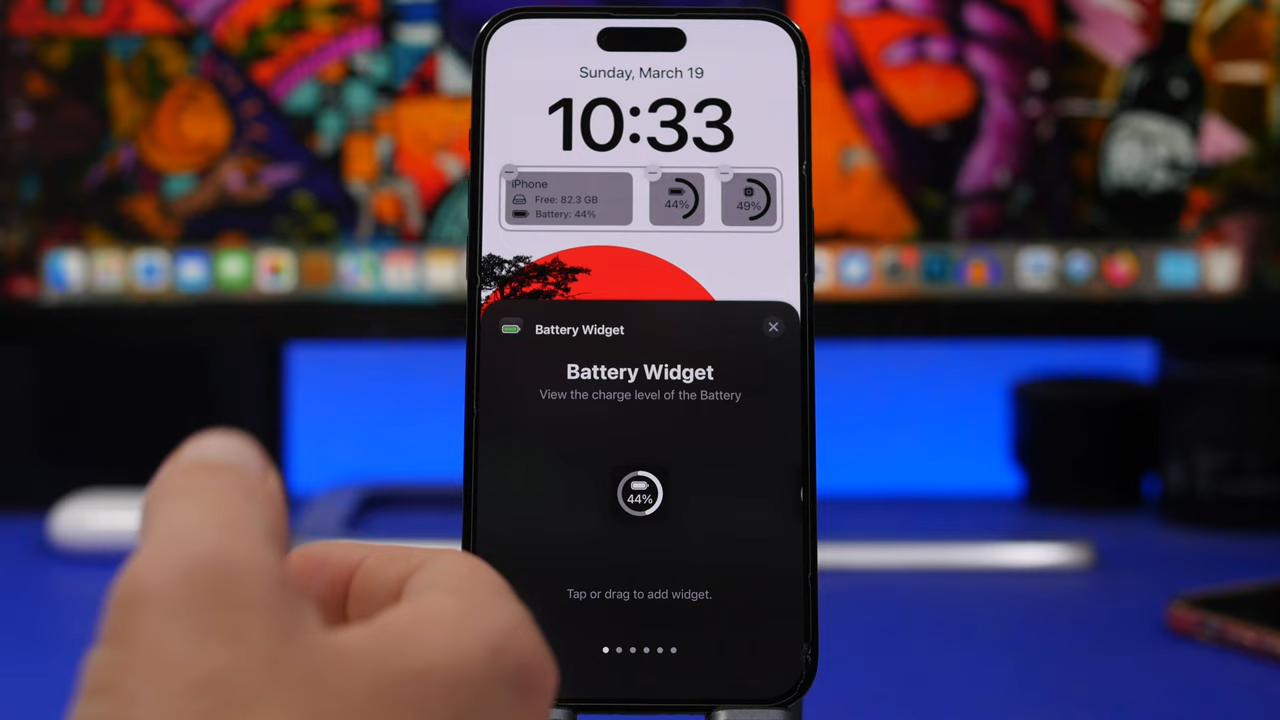 Sunday, March 19
10:33
iPhone
Free: 82.3 GB
Battery: 44%
44%
49%
Battery Widget
Battery Widget
View the charge level of the Battery
44%
Tap or drag to add widget.